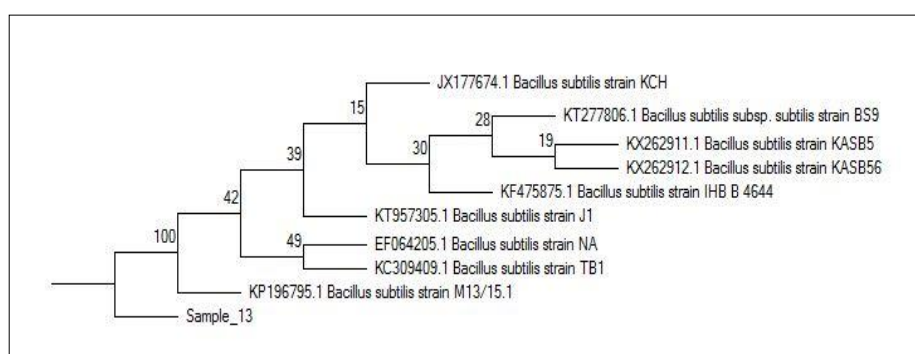 JX177674.1 Bacillus subtilis strain KCH
15
KT277806.1 Bacillus subtilis subsp. subtilis strain BS9
28
KX262911.1 Bacillus subtilis strain KASB5
19
30
39
KX262912.1 Bacillus subtilis strain KASB56
KF475875.1 Bacillus subtilis strain IHB B 4644
42
KT957305.1 Bacillus subtilis strain J1
100
49
EF064205.1 Bacillus subtilis strain NA
KC309409.1 Bacillus subtilis strain TB1
KP196795.1 Bacillus subtilis strain M13/15.1
Sample_13